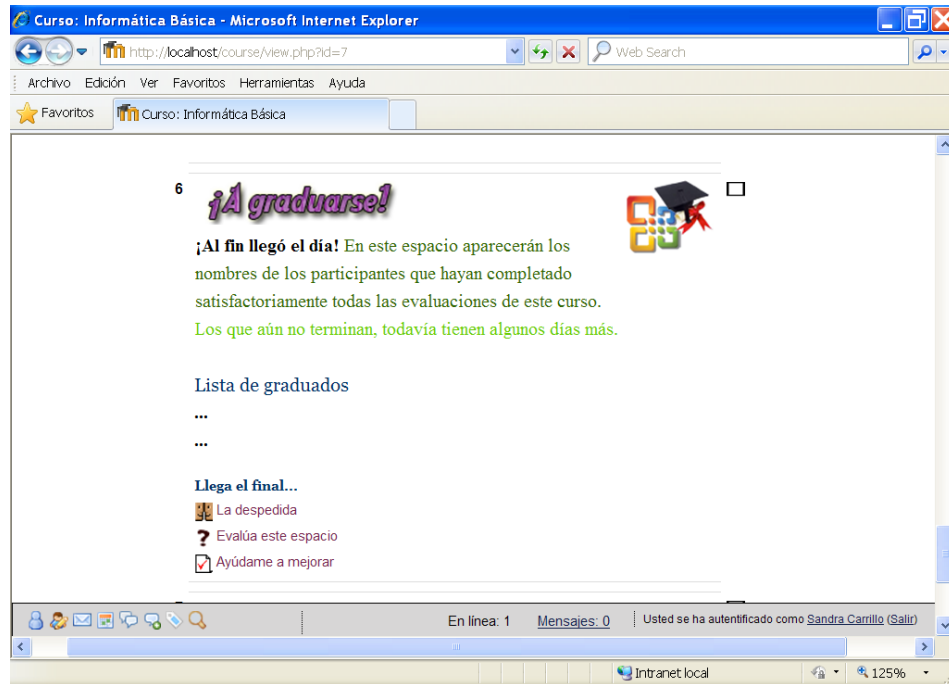 Curso: Informática Básica - Microsoft Internet Explorer
http://localhost/course/view.php?id=7
Web Search
Archivo Edición Ver Favoritos Herramientas Ayuda
Favoritos
Curso: Informática Básica
6
¡A graduarse!
¡Al fin llegó el día! En este espacio aparecerán los
nombres de los participantes que hayan completado
satisfactoriamente todas las evaluaciones de este curso.
Los que aún no terminan, todavía tienen algunos días más.
Lista de graduados
...
...
Llega el final...
La despedida
Evalúa este espacio
Ayúdame a mejorar
En línea: 1 Mensajes: 0 Usted se ha autentificado como Sandra Carrillo (Salir)
Intranet local 125%